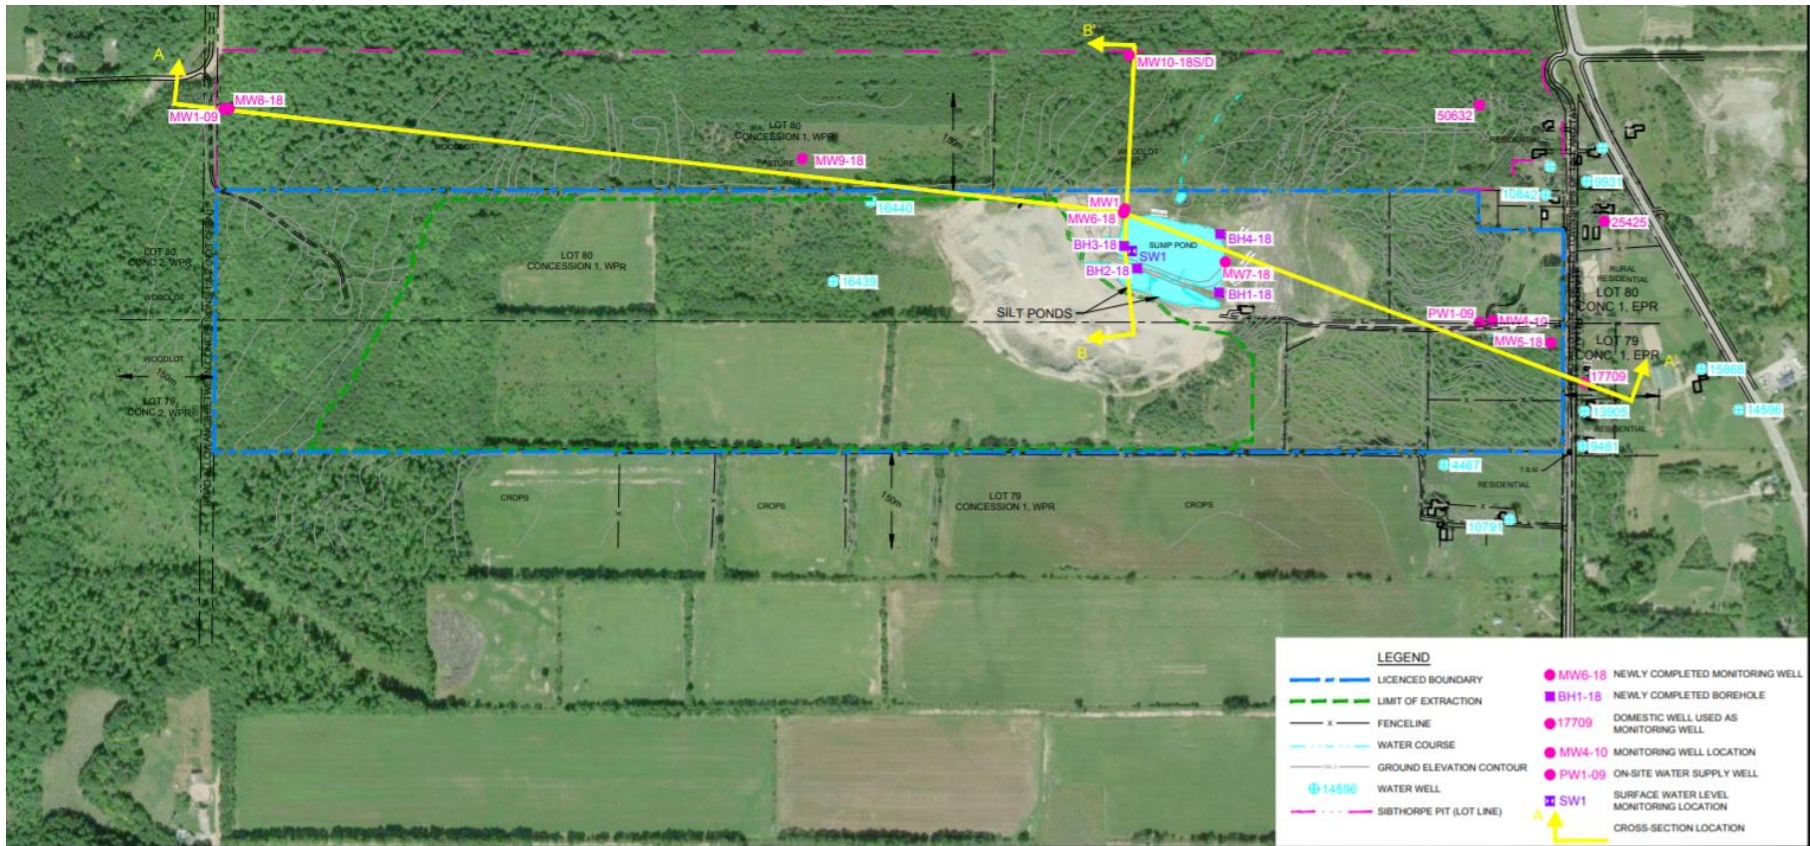 A
B'
MW10-18S/D
MW8-18
MW1-09
50632
LOT 80
CONCESSION 1, WPR
150m
WOODLOT
WOODLOT
RESIDENTIAL
PASTURE
MW9-18
9931
10842
16440
MW1
MW6-18
25425
BH4-18
SUMP POND
BH3-18
SW1
LOT 80
CONC 2, WPR
LOT 80
CONCESSION 1, WPR
BH2-18
MW7-18
RURAL
RESIDENTIAL
16439
BH1-18
LOT 80
CONC 1, EPR
WOODLOT
SILT PONDS
PW1-09
MW4-10
B
MW5-18
LOT 79
CONC, 1, EPR
WOODLOT
A'
15868
150m
17709
LOT 79
CONC 2, WPR
13905
14596
RESIDENTIAL
9481
4487
T.B.M.
RESIDENTIAL
CROPS
CROPS
150m
LOT 79
CONCESSION 1, WPR
CROPS
10791
LEGEND
LICENCED BOUNDARY
LIMIT OF EXTRACTION
X FENCELINE
WATER COURSE
GROUND ELEVATION CONTOUR
14596 WATER WELL
SIBTHORPE PIT (LOT LINE)
MW6-18 NEWLY COMPLETED MONITORING WELL
BH1-18 NEWLY COMPLETED BOREHOLE
17709 DOMESTIC WELL USED AS
MONITORING WELL
MW4-10 MONITORING WELL LOCATION
PW1-09 ON-SITE WATER SUPPLY WELL
SW1 SURFACE WATER LEVEL
MONITORING LOCATION
A CROSS-SECTION LOCATION